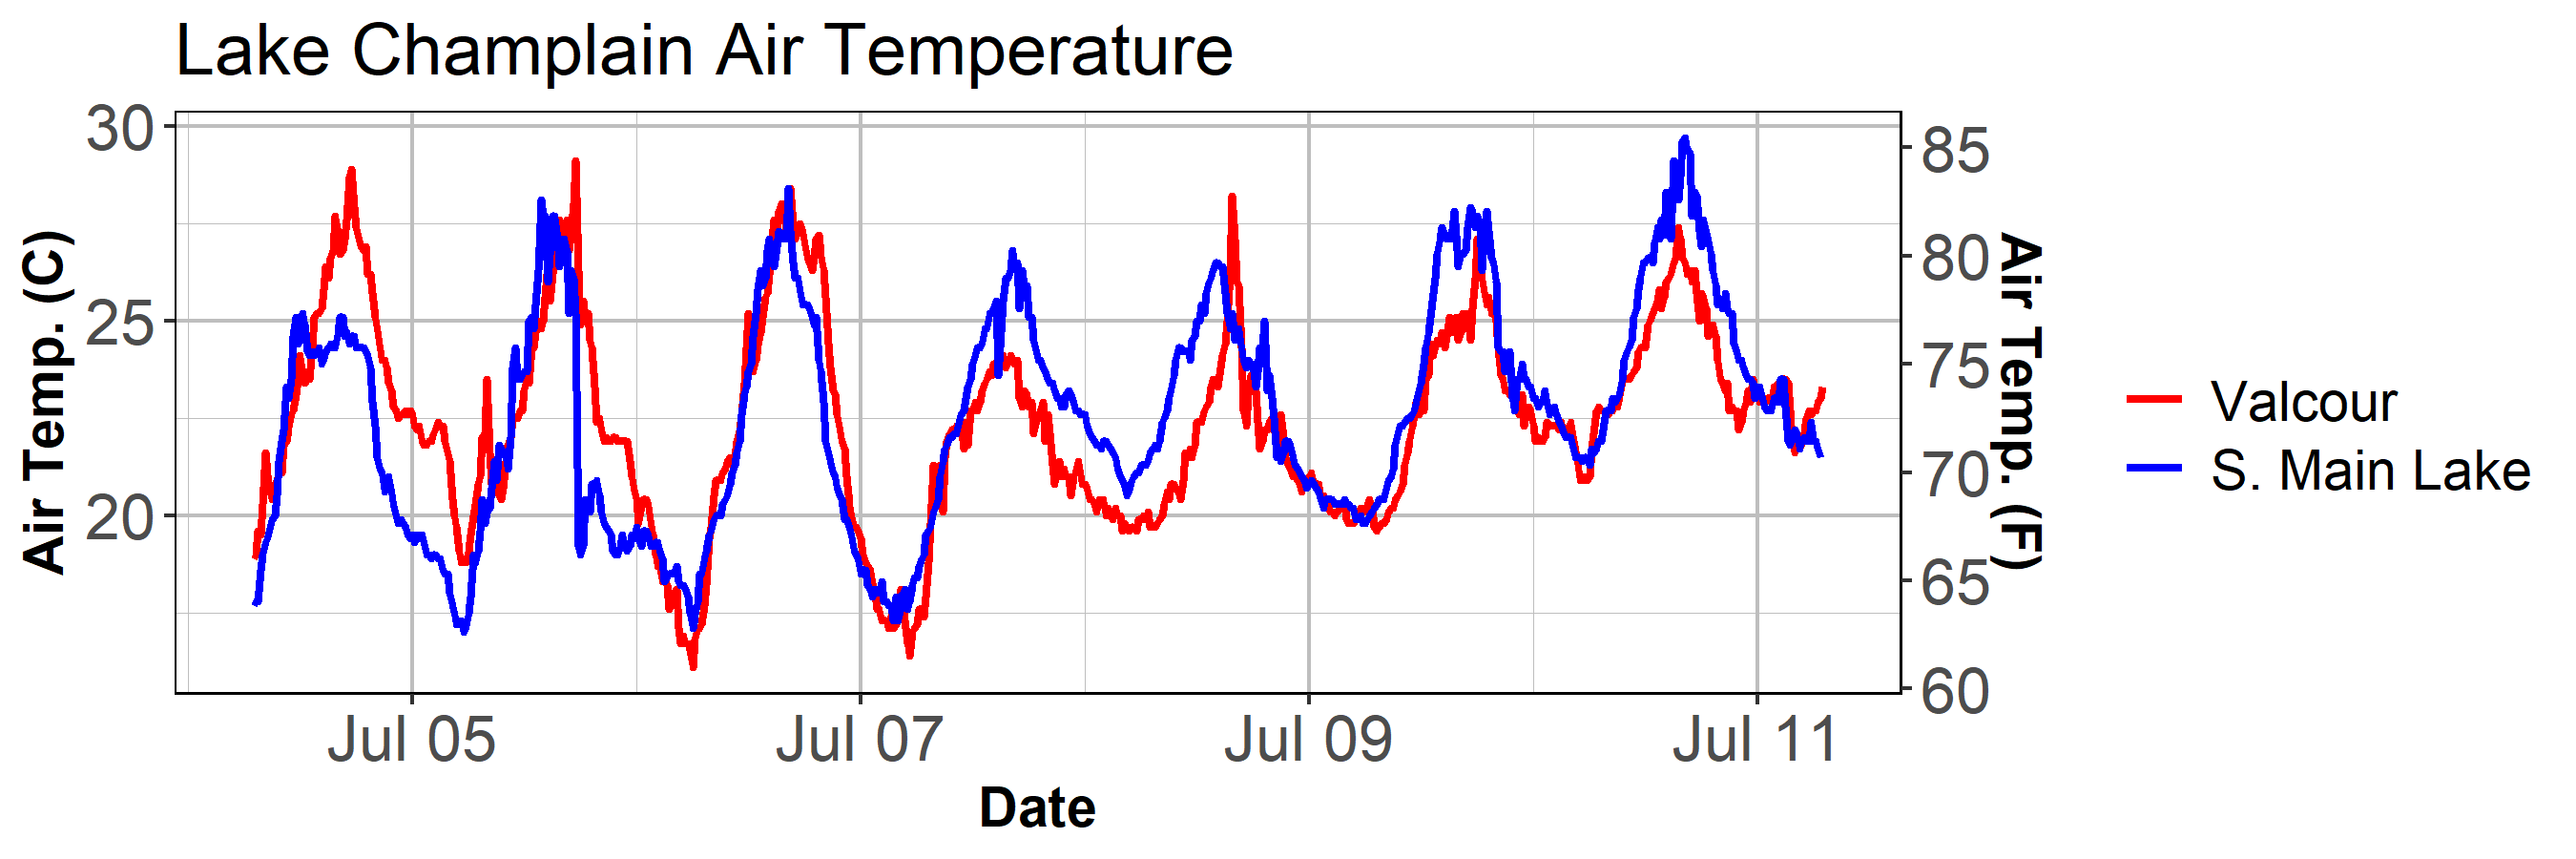 Lake Champlain Air Temperature
30
25
20
Air Temp. (C)
85
80
75
70
65
60
Air Temp. (F)
Jul 05
Jul 07
Jul 09
Jul 11
Date
Valcour
S. Main Lake